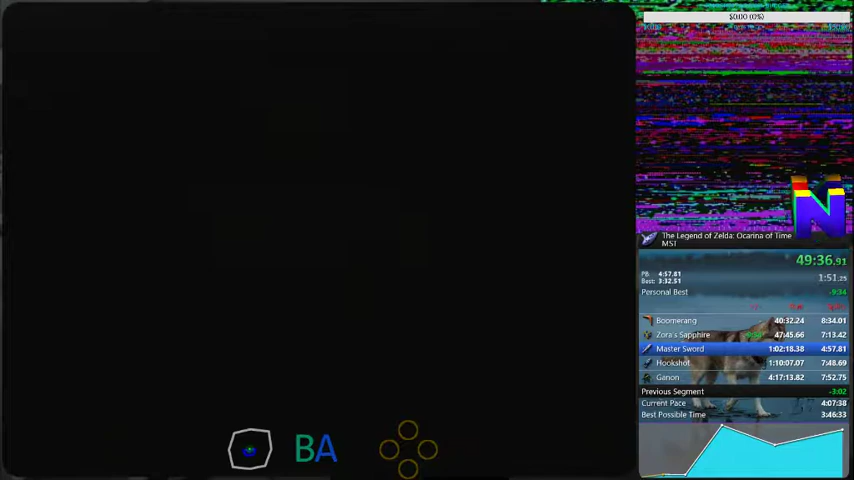 $0.00 (0%)
The Legend of Zelda: Ocarina of Time
MST
49:36.91
PB: 4:57.81
Best: 3:32.51
1:51.25
Personal Best -9:34
Boomerang 40:32.24 8:34.01
Zora's Sapphire 47:45.66 7:13.42
Master Sword 1:02:18.38 4:57.81
Hookshot 1:10:07.07 7:48.69
Ganon 4:17:13.82 7:52.75
Previous Segment -3:02
Current Pace 4:07:38
Best Possible Time 3:46:33
BA